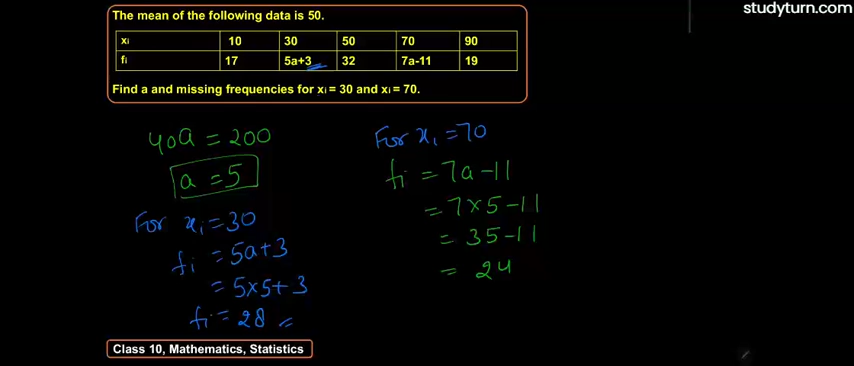 studyturn.com
The mean of the following data is 50.
xi 10 30 50 70 90
fi 17 5a+3 32 7a-11 19
Find a and missing frequencies for xi = 30 and xi = 70.
40a = 200
a = 5
For xi = 30
fi = 5a+3
= 5×5+3
fi = 28
For xi = 70
fi = 7a-11
= 7×5-11
= 35-11
= 24
Class 10, Mathematics, Statistics